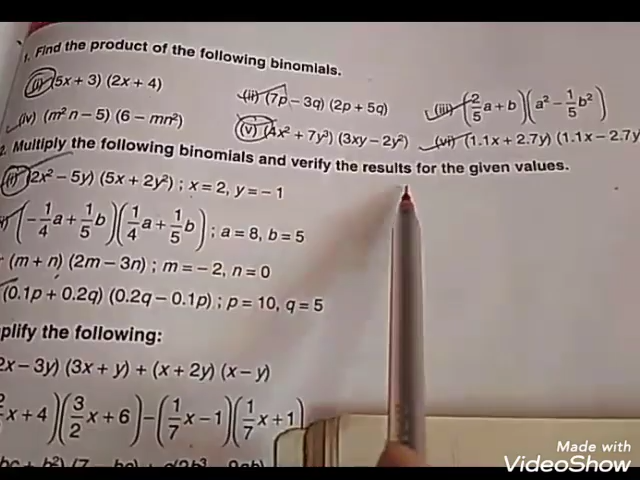 1. Find the product of the following binomials.
(i) (5x + 3) (2x + 4) (ii) (7p − 3q) (2p + 5q) (iii) (2/5 a + b) (a² − 1/5 b²)
(iv) (m²n − 5) (6 − mn²) (v) (4x² + 7y³) (3xy − 2y²) (vi) (1.1x + 2.7y) (1.1x − 2.7y
2. Multiply the following binomials and verify the results for the given values.
(i) (2x² − 5y) (5x + 2y²) ; x = 2, y = − 1
(−1/4 a + 1/5 b) (1/4 a + 1/5 b) ; a = 8, b = 5
(m + n) (2m − 3n) ; m = − 2, n = 0
(0.1p + 0.2q) (0.2q − 0.1p) ; p = 10, q = 5
plify the following:
2x − 3y) (3x + y) + (x + 2y) (x − y)
x + 4) (3/2 x + 6) − (1/7 x − 1) (1/7 x + 1)
Made with
VideoShow